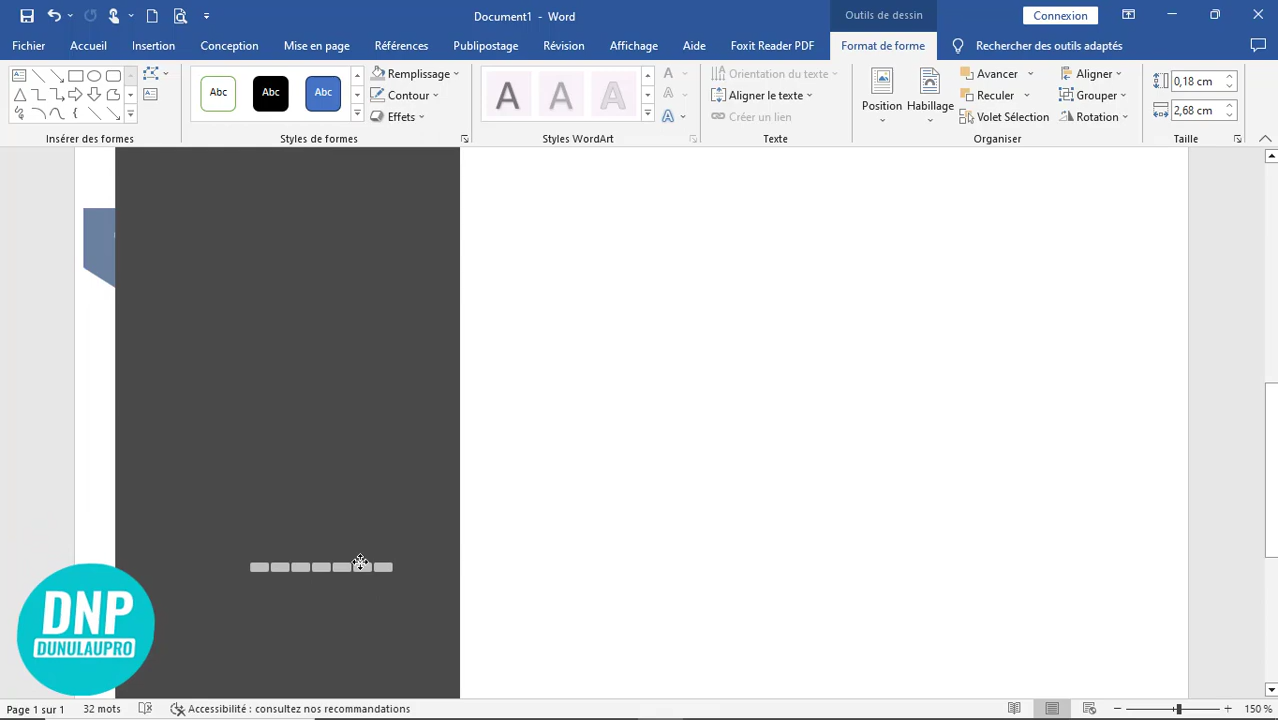 Document1 - Word
Outils de dessin
Connexion
Fichier Accueil Insertion Conception Mise en page Références Publipostage Révision Affichage Aide Foxit Reader PDF Format de forme Rechercher des outils adaptés
Abc Abc Abc
Remplissage
Contour
Effets
A A A
A
A
A
Orientation du texte
Aligner le texte
Créer un lien
Position Habillage
Avancer
Reculer
Volet Sélection
Aligner
Grouper
Rotation
0,18 cm
2,68 cm
Insérer des formes Styles de formes Styles WordArt Texte Organiser Taille
DNP
DUNULAUPRO
Page 1 sur 1 32 mots Accessibilité : consultez nos recommandations 150 %